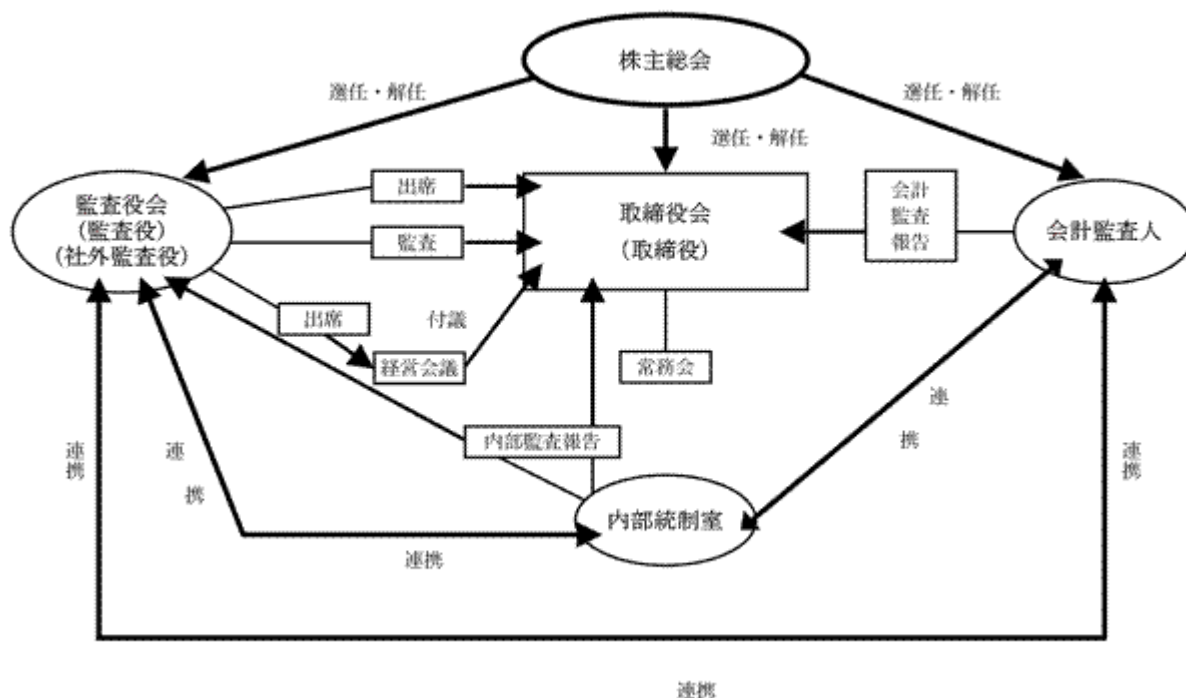 株主総会
選任・解任
選任・解任
選任・解任
監査役会
(監査役)
(社外監査役)
出席
監査
取締役会
(取締役)
会計
監査
報告
会計監査人
出席
付議
経営会議
常務会
内部監査報告
連携
連携
連携
連携
内部統制室
連携
連携